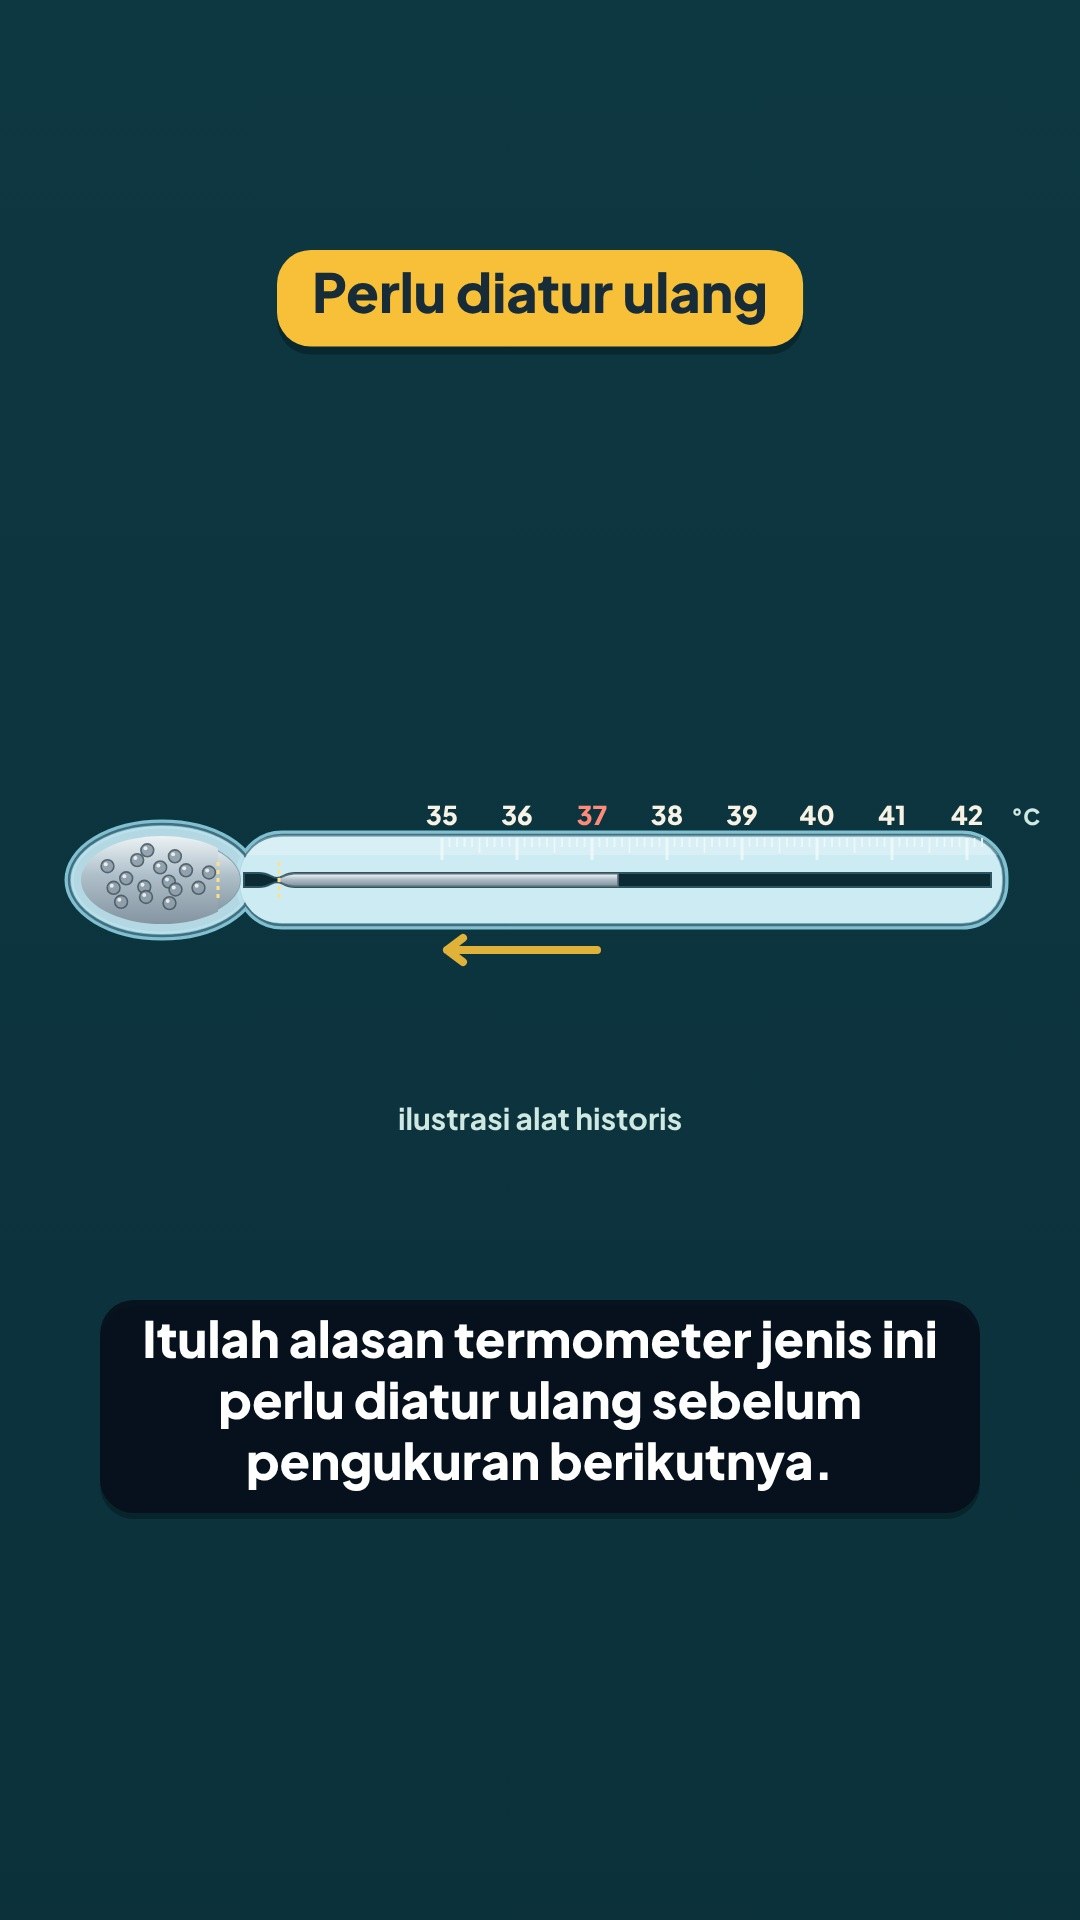 Perlu diatur ulang
35 36 37 38 39 40 41 42 °C
ilustrasi alat historis
Itulah alasan termometer jenis ini
perlu diatur ulang sebelum
pengukuran berikutnya.